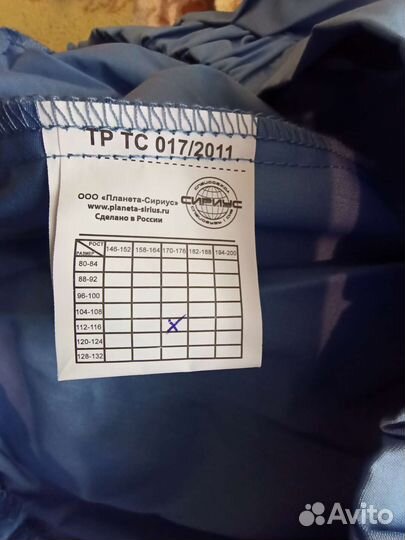 ТР ТС 017/2011
ООО «Планета-Сириус»
www.planeta-sirius.ru
Сделано в России
СПЕЦОДЕЖДА
СИРИУС
РОСТ
РАЗМЕР
146-152 158-164 170-176 182-188 194-200
80-84
88-92
96-100
104-108
112-116 x
120-124
128-132
Avito